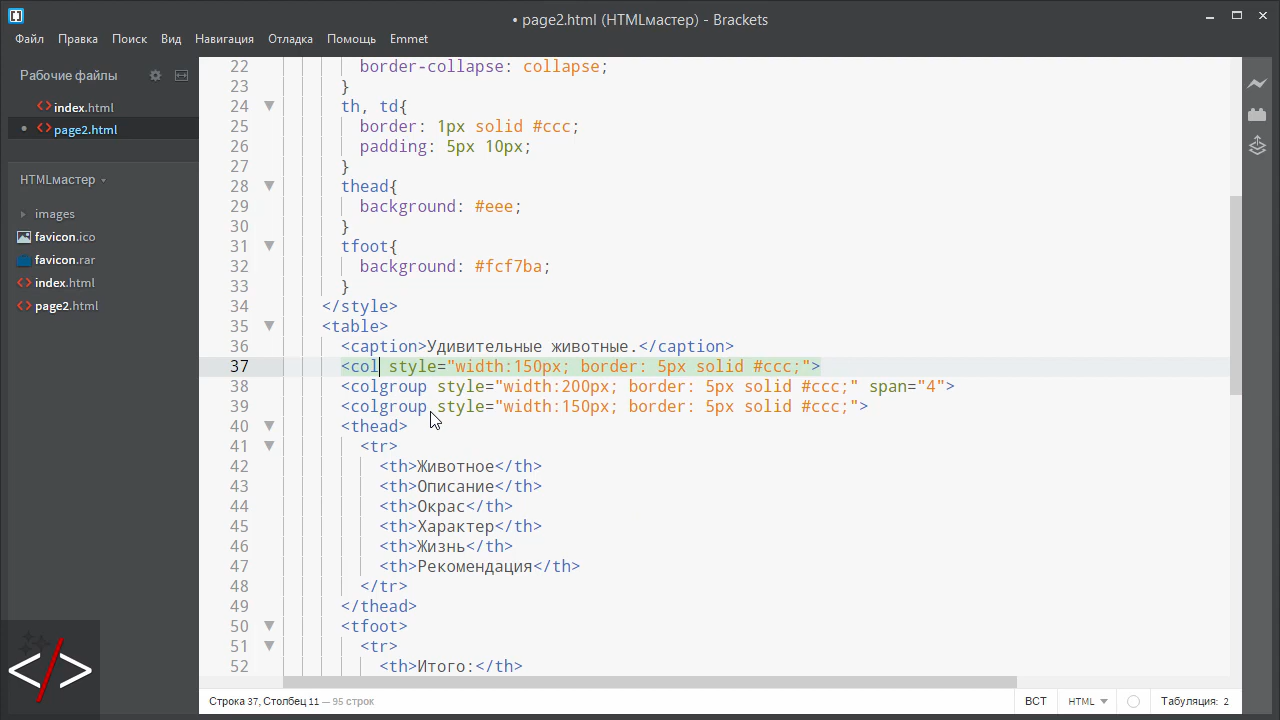 • page2.html (HTMLмастер) - Brackets
Файл Правка Поиск Вид Навигация Отладка Помощь Emmet
Рабочие файлы
index.html
• page2.html
HTMLмастер
images
favicon.ico
favicon.rar
index.html
page2.html
22 border-collapse: collapse;
23 }
24 th, td{
25 border: 1px solid #ccc;
26 padding: 5px 10px;
27 }
28 thead{
29 background: #eee;
30 }
31 tfoot{
32 background: #fcf7ba;
33 }
34 </style>
35 <table>
36 <caption>Удивительные животные.</caption>
37 <col style="width:150px; border: 5px solid #ccc;">
38 <colgroup style="width:200px; border: 5px solid #ccc;" span="4">
39 <colgroup style="width:150px; border: 5px solid #ccc;">
40 <thead>
41 <tr>
42 <th>Животное</th>
43 <th>Описание</th>
44 <th>Окрас</th>
45 <th>Характер</th>
46 <th>Жизнь</th>
47 <th>Рекомендация</th>
48 </tr>
49 </thead>
50 <tfoot>
51 <tr>
52 <th>Итого:</th>
</>
Строка 37, Столбец 11 — 95 строк
ВСТ HTML Табуляция: 2